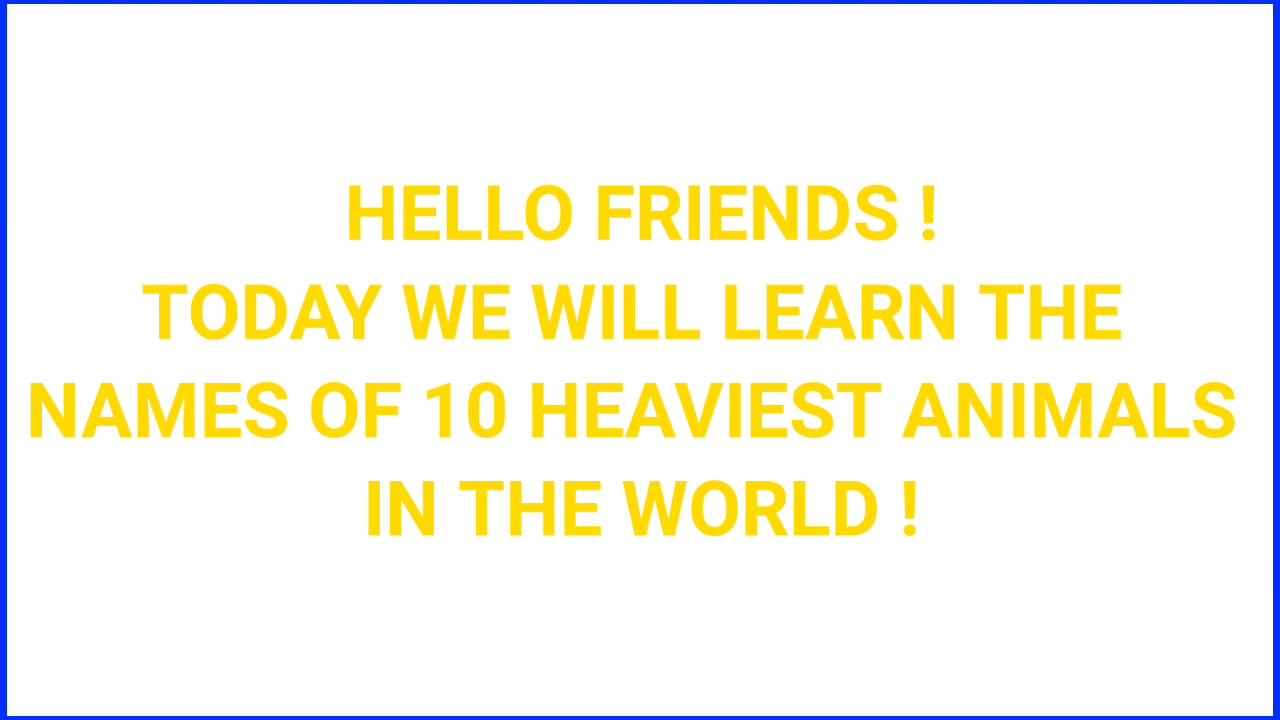 HELLO FRIENDS !
TODAY WE WILL LEARN THE
NAMES OF 10 HEAVIEST ANIMALS
IN THE WORLD !